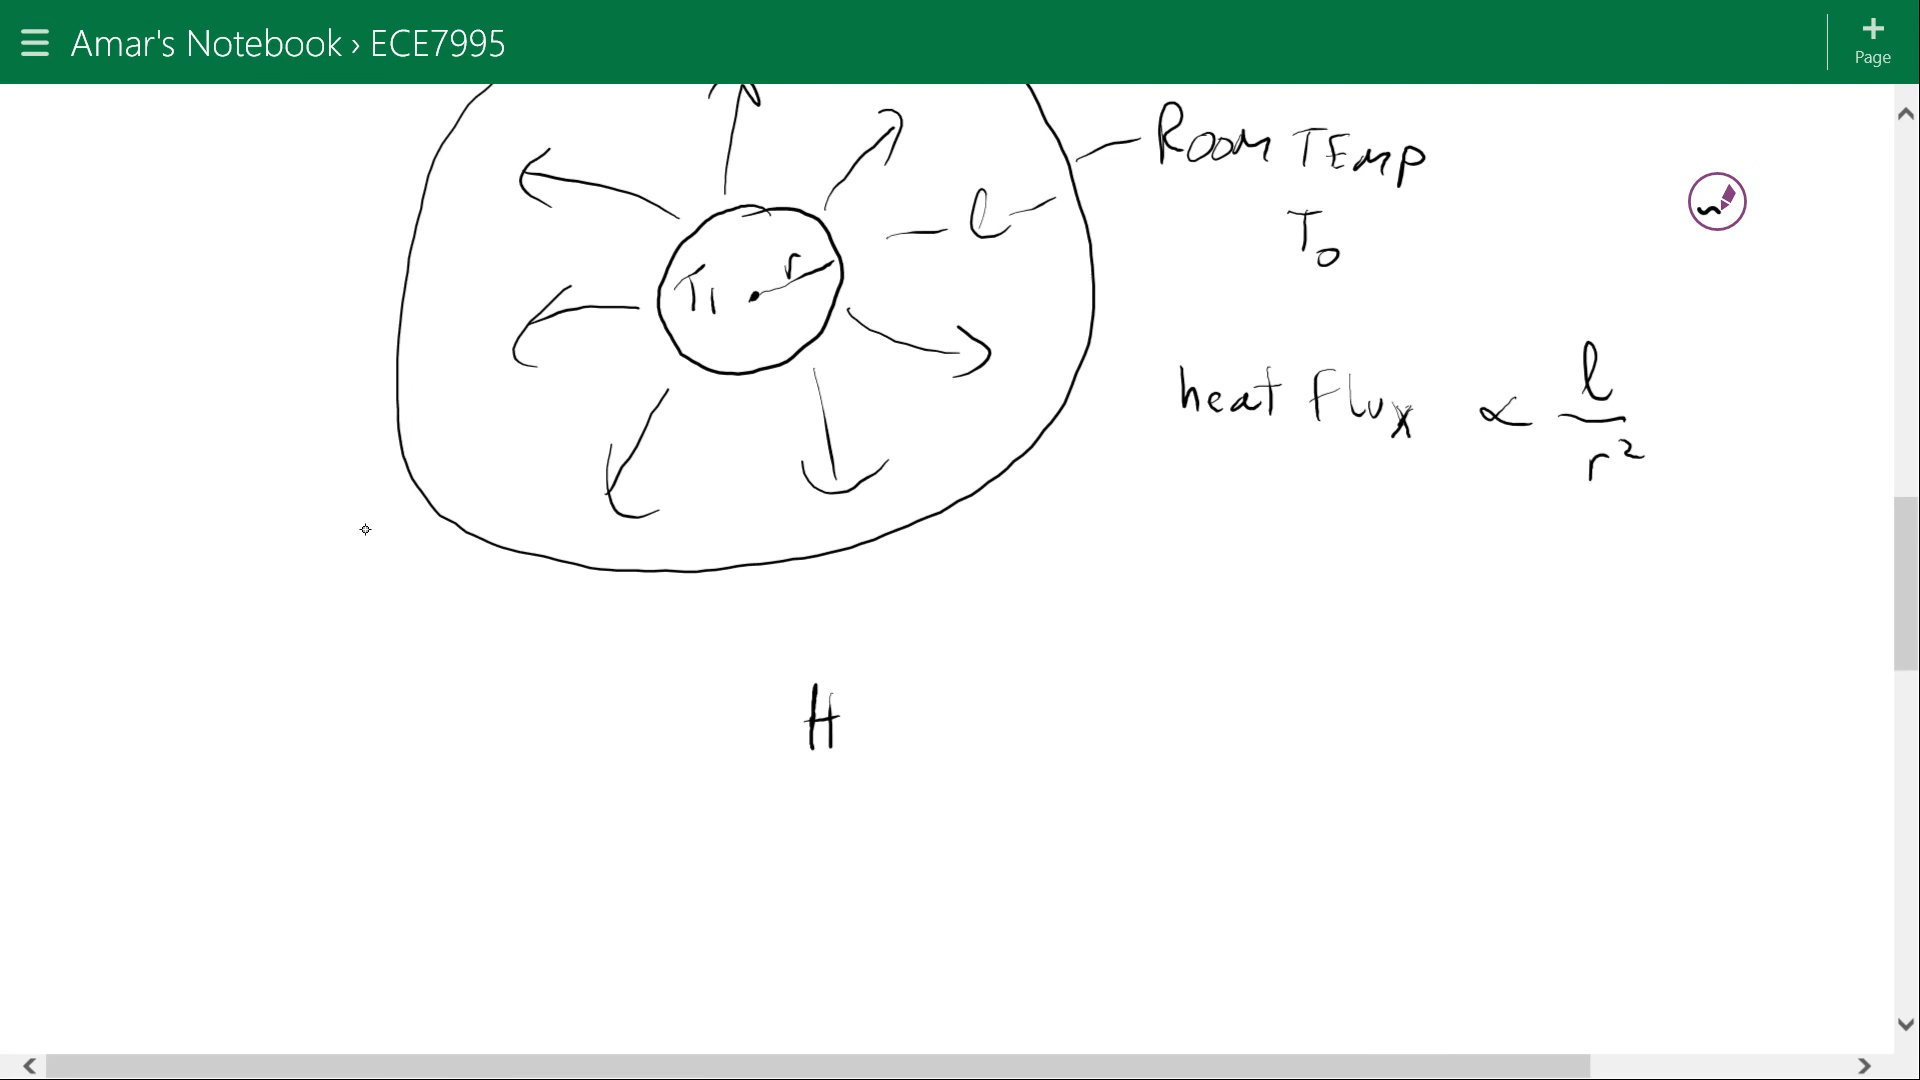 Amar's Notebook › ECE7995
Page
ROOM TEMP
T₀
l
r
T1
heat flux ∝ l / r²
H